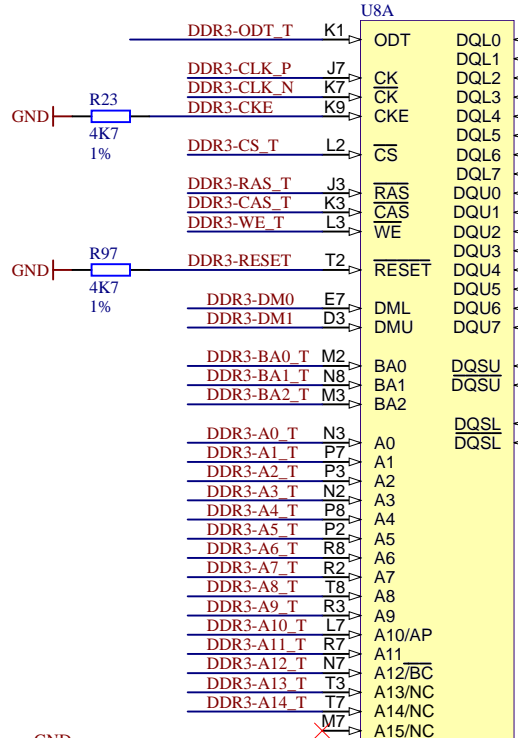 U8A
DDR3-ODT_T K1 ODT DQL0
DQL1
DDR3-CLK_P J7 CK DQL2
DDR3-CLK_N K7 CK DQL3
R23 GND DDR3-CKE K9 CKE DQL4
4K7 DQL5
1% DDR3-CS_T L2 CS DQL6
DQL7
DDR3-RAS_T J3 RAS DQU0
DDR3-CAS_T K3 CAS DQU1
DDR3-WE_T L3 WE DQU2
R97 DQU3
GND DDR3-RESET T2 RESET DQU4
4K7 DQU5
1% DDR3-DM0 E7 DML DQU6
DDR3-DM1 D3 DMU DQU7
DDR3-BA0_T M2 BA0 DQSU
DDR3-BA1_T N8 BA1 DQSU
DDR3-BA2_T M3 BA2
DQSL
DDR3-A0_T N3 A0 DQSL
DDR3-A1_T P7 A1
DDR3-A2_T P3 A2
DDR3-A3_T N2 A3
DDR3-A4_T P8 A4
DDR3-A5_T P2 A5
DDR3-A6_T R8 A6
DDR3-A7_T R2 A7
DDR3-A8_T T8 A8
DDR3-A9_T R3 A9
DDR3-A10_T L7 A10/AP
DDR3-A11_T R7 A11
DDR3-A12_T N7 A12/BC
DDR3-A13_T T3 A13/NC
DDR3-A14_T T7 A14/NC
M7 A15/NC
GND